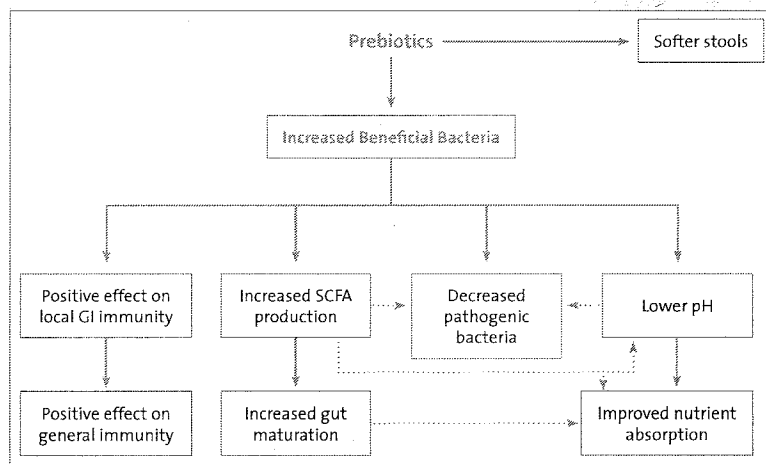 Prebiotics
Softer stools
Increased Beneficial Bacteria
Positive effect on
local GI immunity
Increased SCFA
production
Decreased
pathogenic
bacteria
Lower pH
Positive effect on
general immunity
Increased gut
maturation
Improved nutrient
absorption